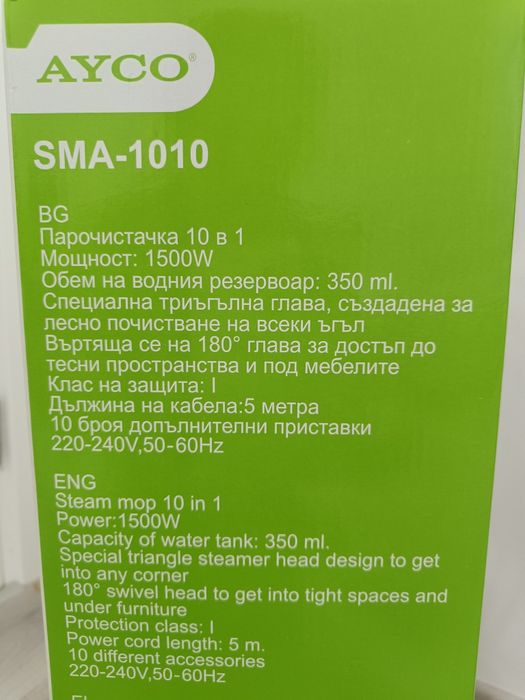 AYCO®
SMA-1010
BG
Парочистачка 10 в 1
Мощност: 1500W
Обем на водния резервоар: 350 ml.
Специална триъгълна глава, създадена за
лесно почистване на всеки ъгъл
Въртяща се на 180° глава за достъп до
тесни пространства и под мебелите
Клас на защита: I
Дължина на кабела:5 метра
10 броя допълнителни приставки
220-240V,50-60Hz
ENG
Steam mop 10 in 1
Power:1500W
Capacity of water tank: 350 ml.
Special triangle steamer head design to get
into any corner
180° swivel head to get into tight spaces and
under furniture
Protection class: I
Power cord length: 5 m.
10 different accessories
220-240V,50-60Hz